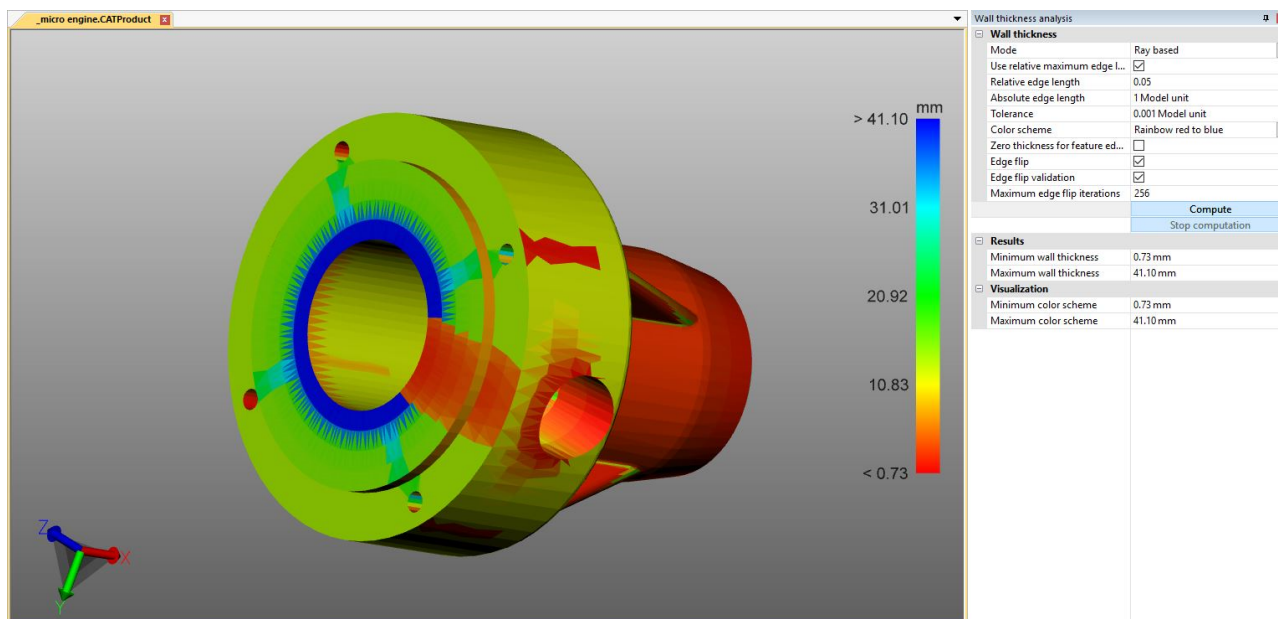 _micro engine.CATProduct
mm
> 41.10
31.01
20.92
10.83
< 0.73
Z
X
Y
Wall thickness analysis
Wall thickness
Mode Ray based
Use relative maximum edge l...
Relative edge length 0.05
Absolute edge length 1 Model unit
Tolerance 0.001 Model unit
Color scheme Rainbow red to blue
Zero thickness for feature ed...
Edge flip
Edge flip validation
Maximum edge flip iterations 256
Compute
Stop computation
Results
Minimum wall thickness 0.73 mm
Maximum wall thickness 41.10 mm
Visualization
Minimum color scheme 0.73 mm
Maximum color scheme 41.10 mm